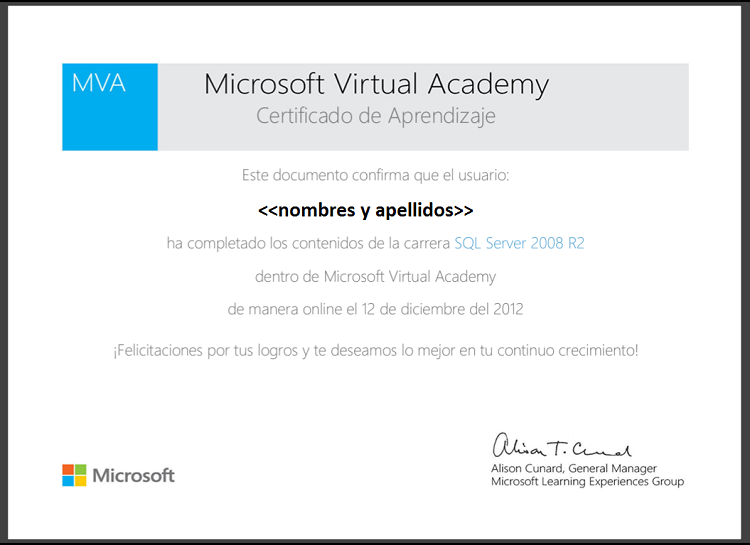 MVA
Microsoft Virtual Academy
Certificado de Aprendizaje
Este documento confirma que el usuario:
<<nombres y apellidos>>
ha completado los contenidos de la carrera SQL Server 2008 R2
dentro de Microsoft Virtual Academy
de manera online el 12 de diciembre del 2012
¡Felicitaciones por tus logros y te deseamos lo mejor en tu continuo crecimiento!
Alison T. Cunard
Alison Cunard, General Manager
Microsoft Learning Experiences Group
Microsoft